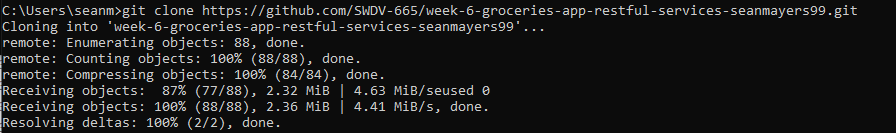 C:\Users\seanm>git clone https://github.com/SWDV-665/week-6-groceries-app-restful-services-seanmayers99.git
Cloning into 'week-6-groceries-app-restful-services-seanmayers99'...
remote: Enumerating objects: 88, done.
remote: Counting objects: 100% (88/88), done.
remote: Compressing objects: 100% (84/84), done.
Receiving objects:  87% (77/88), 2.32 MiB | 4.63 MiB/seused 0
Receiving objects: 100% (88/88), 2.36 MiB | 4.41 MiB/s, done.
Resolving deltas: 100% (2/2), done.